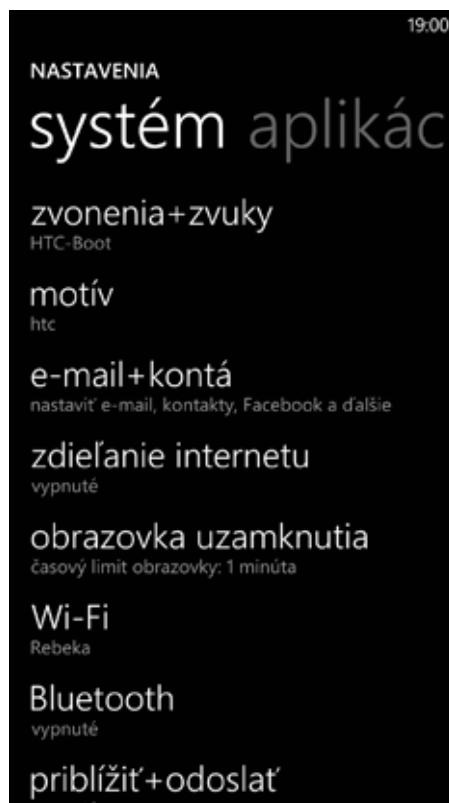 19:00
NASTAVENIA
systém aplikác
zvonenia+zvuky
HTC-Boot
motív
htc
e-mail+kontá
nastaviť e-mail, kontakty, Facebook a ďalšie
zdieľanie internetu
vypnuté
obrazovka uzamknutia
časový limit obrazovky: 1 minúta
Wi-Fi
Rebeka
Bluetooth
vypnuté
priblížiť+odoslať